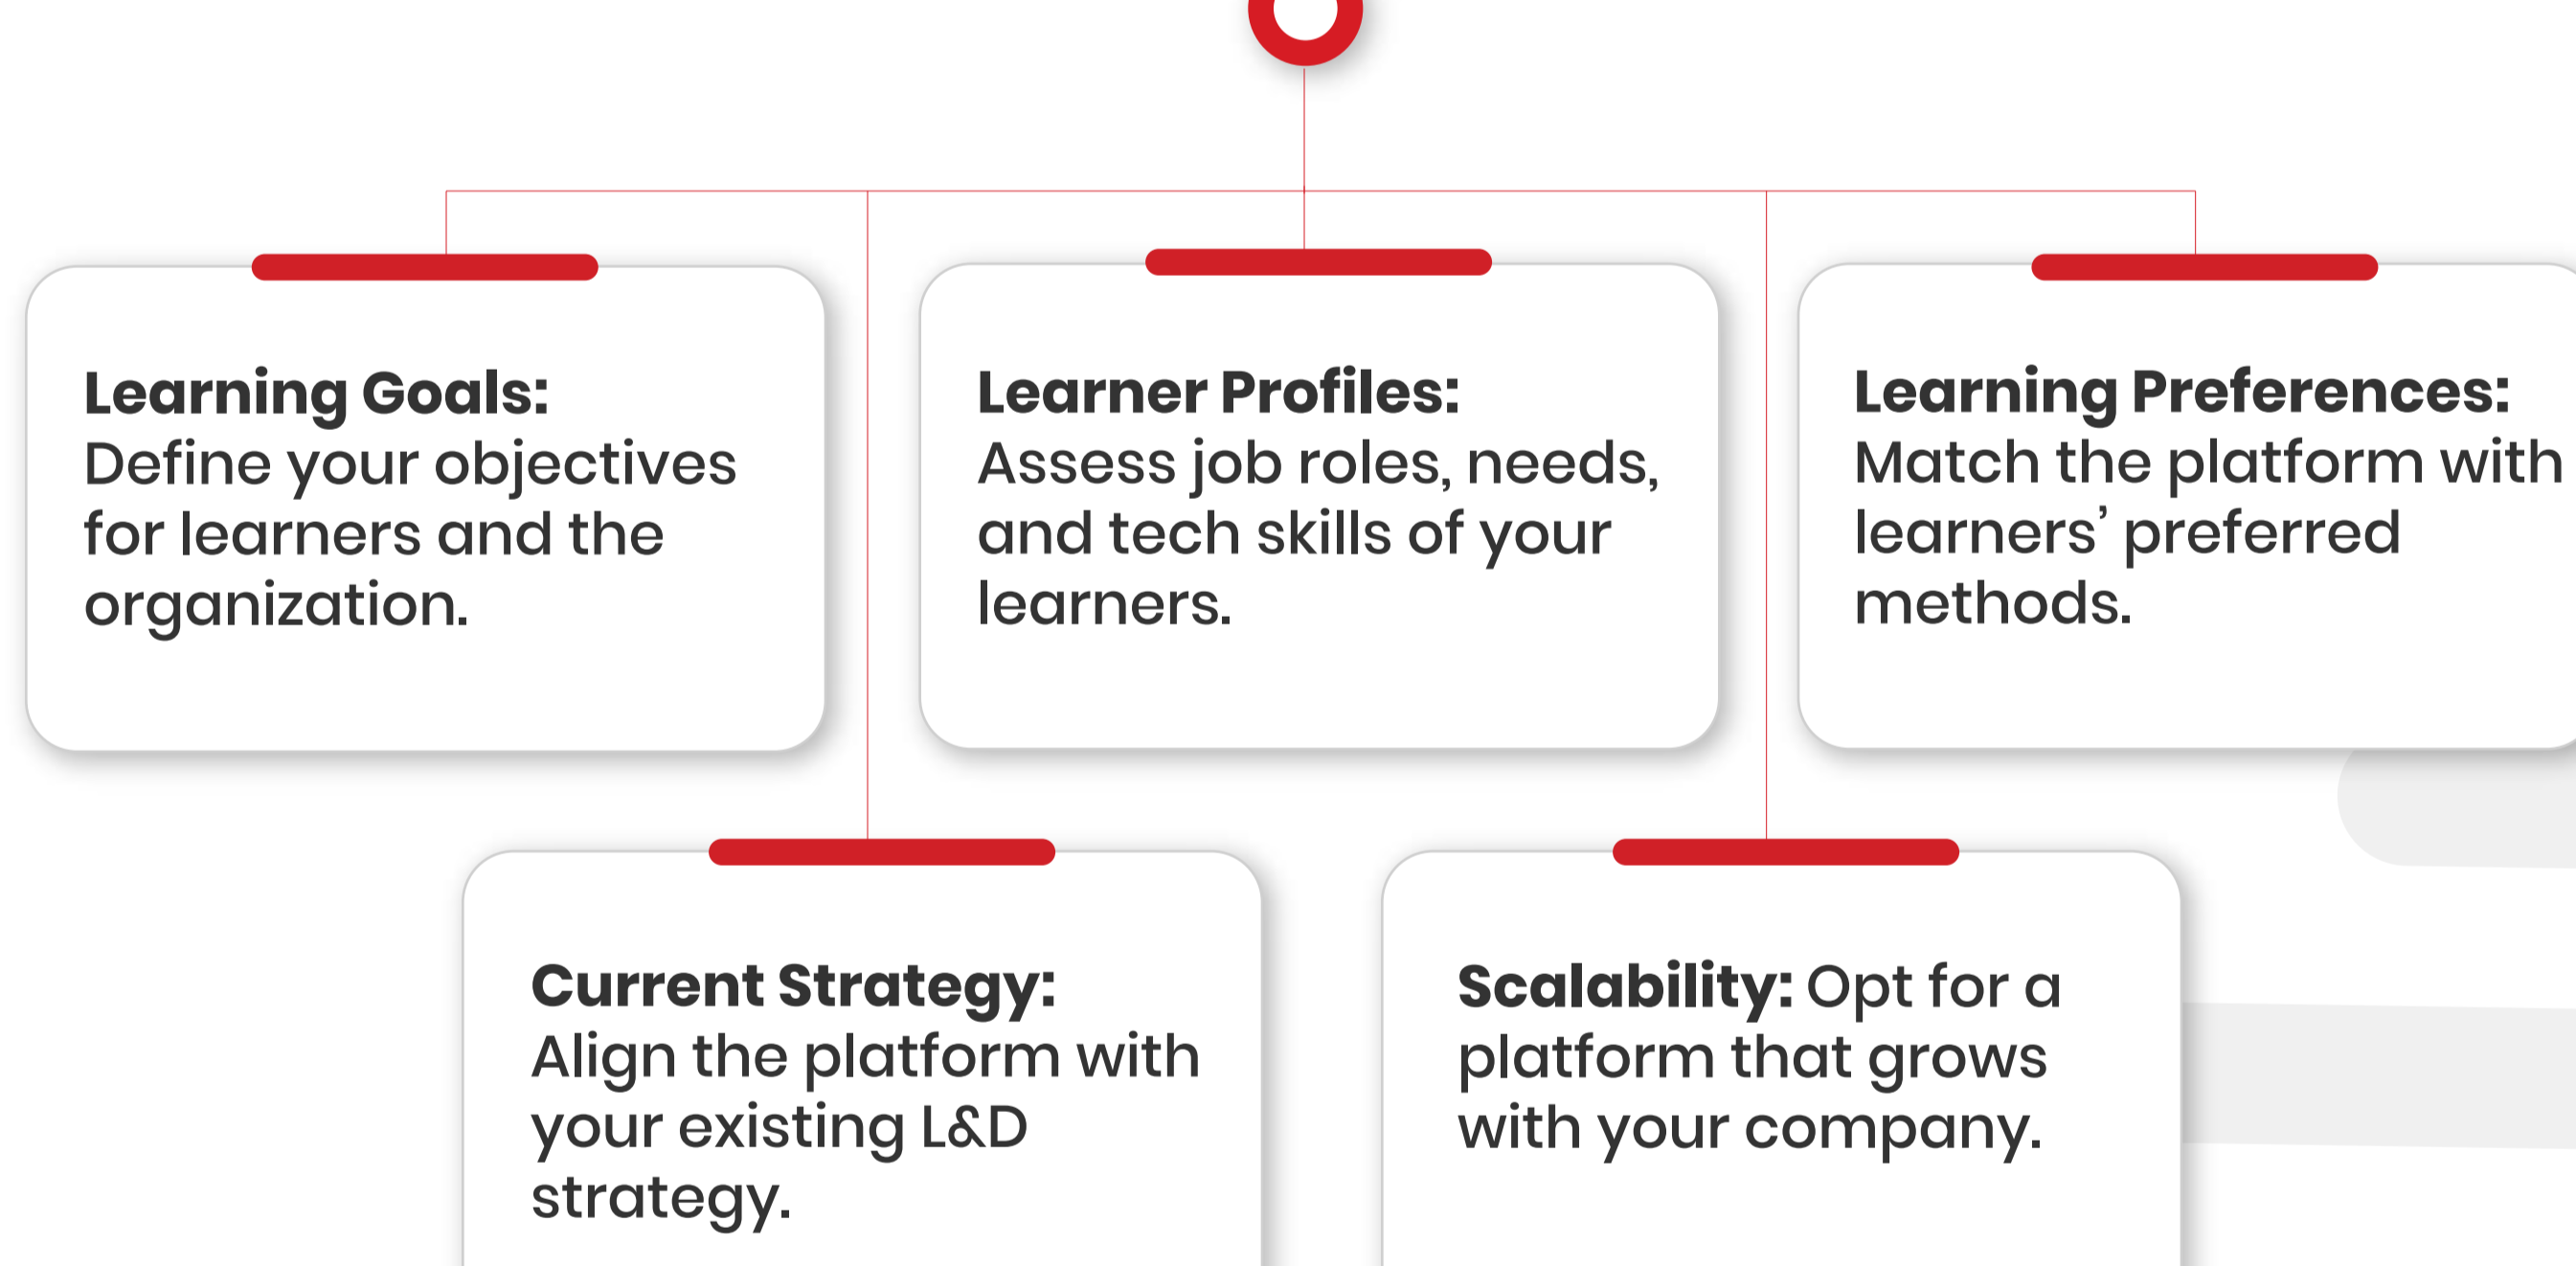 Learning Goals:
Define your objectives
for learners and the
organization.
Learner Profiles:
Assess job roles, needs,
and tech skills of your
learners.
Learning Preferences:
Match the platform with
learners’ preferred
methods.
Current Strategy:
Align the platform with
your existing L&D
strategy.
Scalability: Opt for a
platform that grows
with your company.